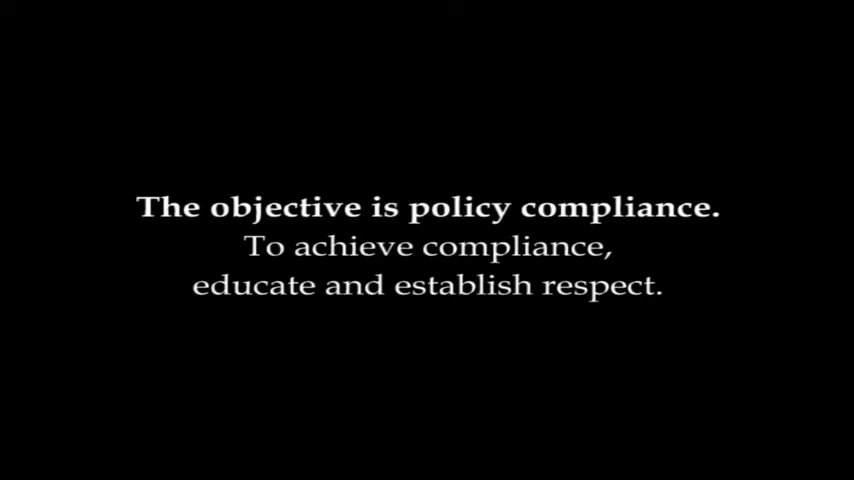 The objective is policy compliance.
To achieve compliance,
educate and establish respect.